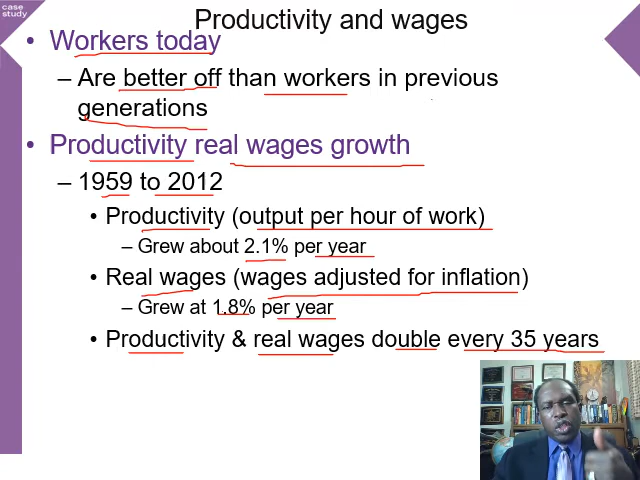 case
study
Productivity and wages
• Workers today
– Are better off than workers in previous
generations
• Productivity real wages growth
– 1959 to 2012
• Productivity (output per hour of work)
– Grew about 2.1% per year
• Real wages (wages adjusted for inflation)
– Grew at 1.8% per year
• Productivity & real wages double every 35 years